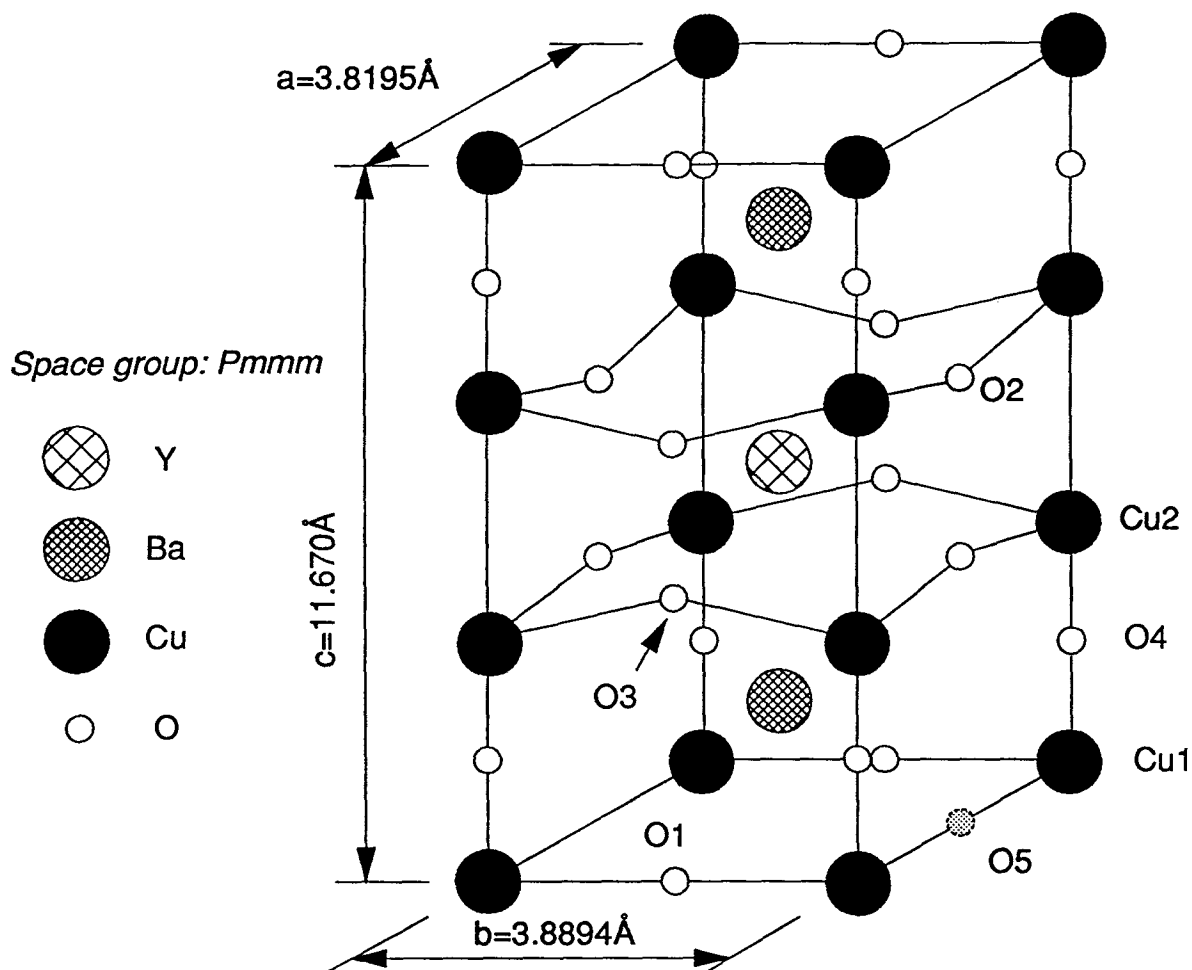 a=3.8195Å
Space group: Pmmm
Y
Ba
Cu
O
c=11.670Å
O2
Cu2
O3
O4
Cu1
O1
O5
b=3.8894Å